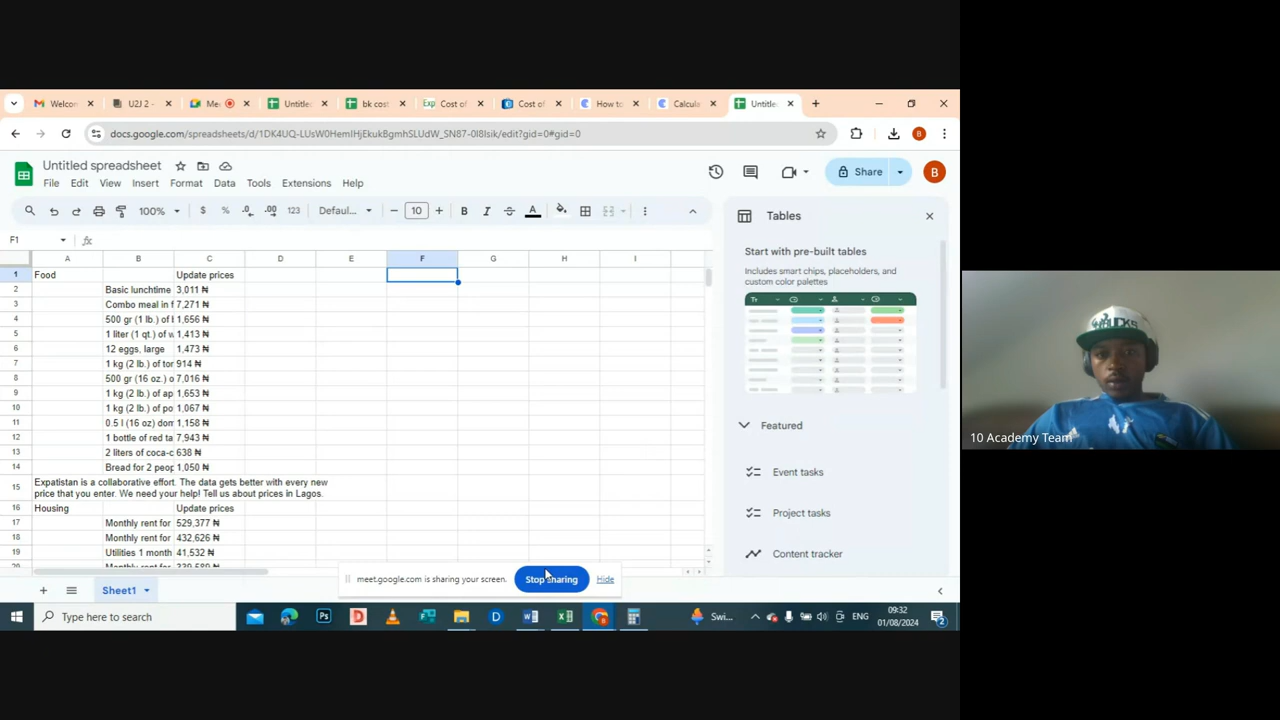 Welcon
U2J 2 -
Me
Untitle
bk cost
Exp Cost of
Cost of
How to
Calcula
Untitle
docs.google.com/spreadsheets/d/1DK4UQ-LUsW0HemIHjEkukBgmhSLUdW_SN87-0I8Isik/edit?gid=0#gid=0
B
Untitled spreadsheet
File Edit View Insert Format Data Tools Extensions Help
Share
B
100% $ % .0 .00 123 Defaul... 10 B I A
F1
fx
A B C D E F G H I
1 Food Update prices
2 Basic lunchtime 3,011 ₦
3 Combo meal in f 7,271 ₦
4 500 gr (1 lb.) of 1,656 ₦
5 1 liter (1 qt.) of w 1,413 ₦
6 12 eggs, large 1,473 ₦
7 1 kg (2 lb.) of tor 914 ₦
8 500 gr (16 oz.) o 7,016 ₦
9 1 kg (2 lb.) of ap 1,653 ₦
10 1 kg (2 lb.) of po 1,067 ₦
11 0.5 l (16 oz) dom 1,158 ₦
12 1 bottle of red ta 7,943 ₦
13 2 liters of coca-c 638 ₦
14 Bread for 2 peop 1,050 ₦
15 Expatistan is a collaborative effort. The data gets better with every new
price that you enter. We need your help! Tell us about prices in Lagos.
16 Housing Update prices
17 Monthly rent for 529,377 ₦
18 Monthly rent for 432,626 ₦
19 Utilities 1 month 41,532 ₦
20 Monthly rent for 339,589 ₦
Tables
Start with pre-built tables
Includes smart chips, placeholders, and
custom color palettes
Featured
Event tasks
Project tasks
Content tracker
meet.google.com is sharing your screen.
Stop sharing
Hide
Sheet1
Type here to search
Swi...
ENG
09:32
01/08/2024
2
10 Academy Team